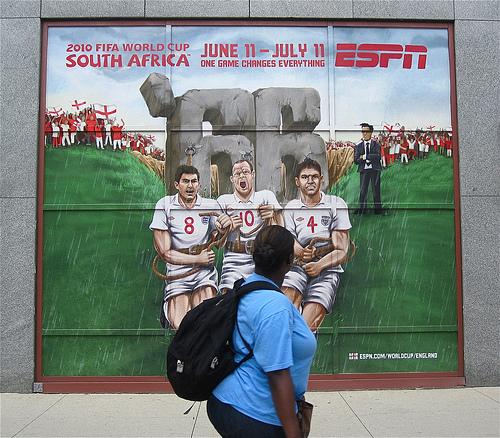 2010 FIFA WORLD CUP
SOUTH AFRICA™
JUNE 11 – JULY 11
ONE GAME CHANGES EVERYTHING
ESPN
8
10
4
ESPN.COM/WORLDCUP/ENGLAND